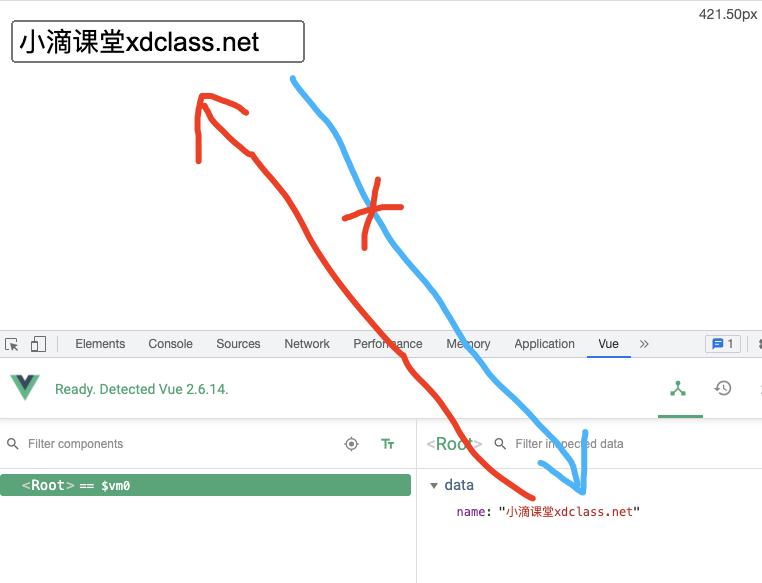 421.50px
小滴课堂xdclass.net
Elements Console Sources Network Performance Memory Application Vue » 1
Ready. Detected Vue 2.6.14.
Filter components
<Root> Filter inspected data
<Root> == $vm0
data
name: "小滴课堂xdclass.net"